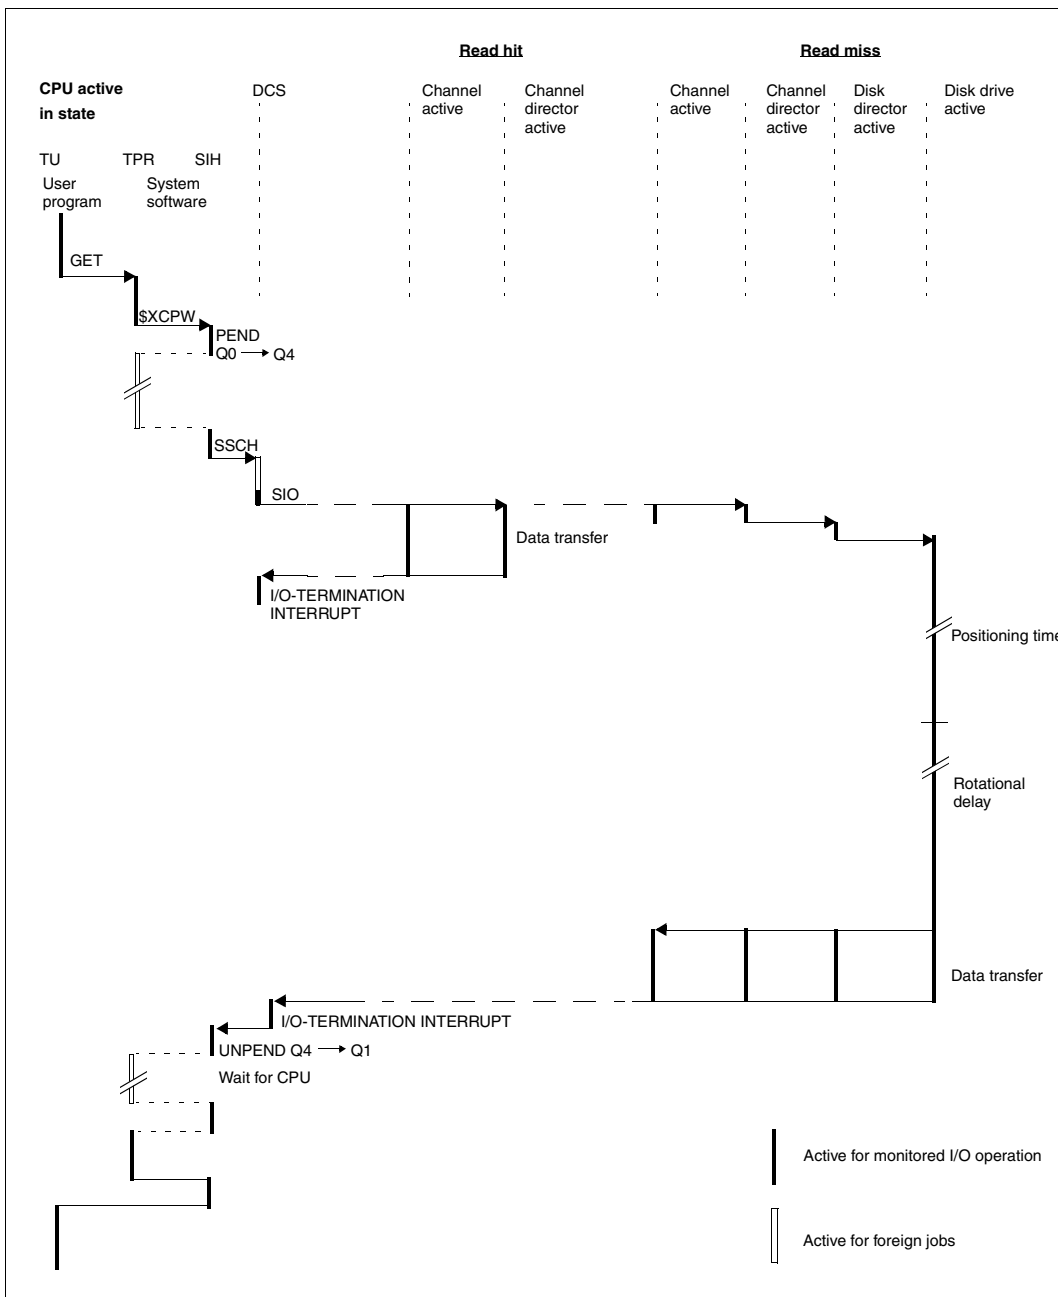 Read hit
Read miss
CPU active
in state
DCS
Channel
active
Channel
director
active
Channel
active
Channel
director
active
Disk
director
active
Disk drive
active
TU
TPR
SIH
User
program
System
software
GET
$XCPW
PEND
Q0 Q4
SSCH
SIO
Data transfer
I/O-TERMINATION
INTERRUPT
Positioning time
Rotational
delay
Data transfer
I/O-TERMINATION INTERRUPT
UNPEND Q4 Q1
Wait for CPU
Active for monitored I/O operation
Active for foreign jobs